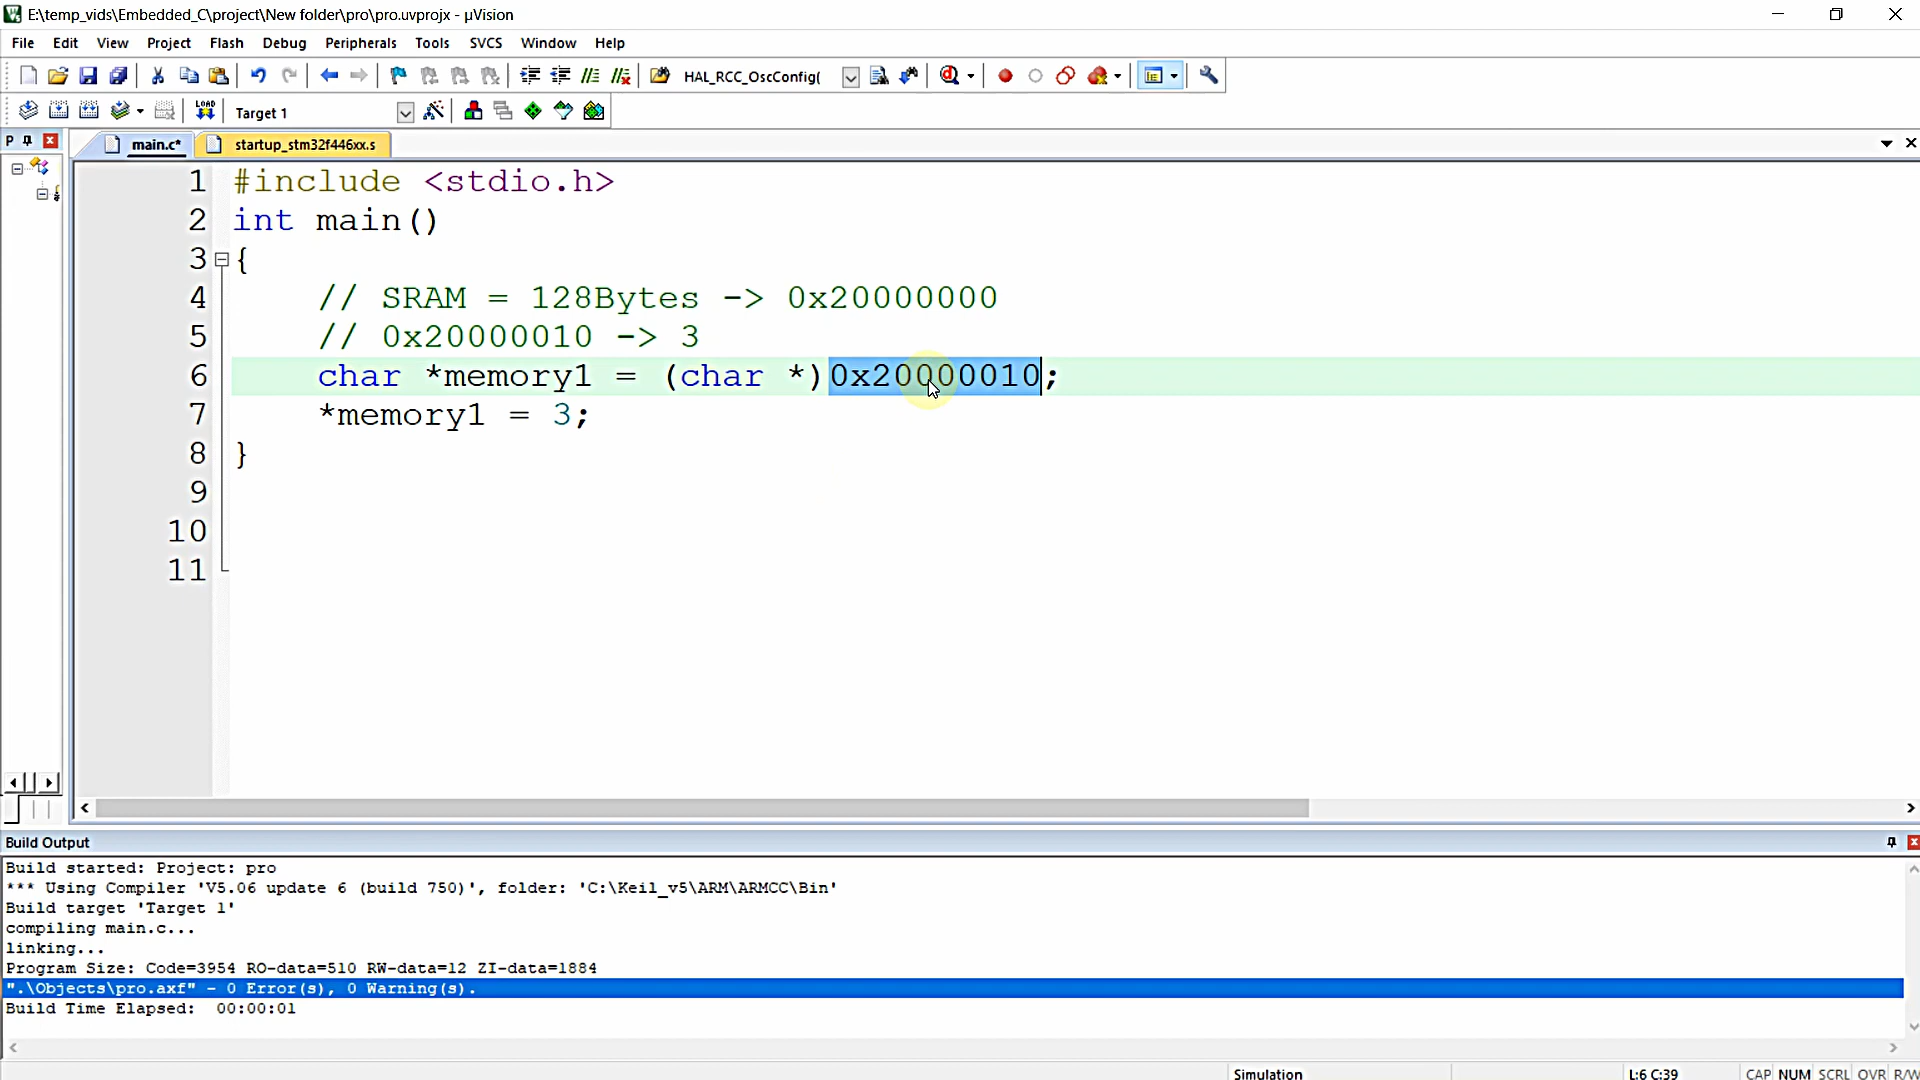 E:\temp_vids\Embedded_C\project\New folder\pro\pro.uvprojx - µVision
File Edit View Project Flash Debug Peripherals Tools SVCS Window Help
HAL_RCC_OscConfig(
LOAD Target 1
P main.c* startup_stm32f446xx.s
1 #include <stdio.h>
2 int main()
3 {
4 // SRAM = 128Bytes -> 0x20000000
5 // 0x20000010 -> 3
6 char *memory1 = (char *)0x20000010;
7 *memory1 = 3;
8 }
9
10
11
Build Output
Build started: Project: pro
*** Using Compiler 'V5.06 update 6 (build 750)', folder: 'C:\Keil_v5\ARM\ARMCC\Bin'
Build target 'Target 1'
compiling main.c...
linking...
Program Size: Code=3954 RO-data=510 RW-data=12 ZI-data=1884
".\Objects\pro.axf" - 0 Error(s), 0 Warning(s).
Build Time Elapsed: 00:00:01
Simulation L:6 C:39 CAP NUM SCRL OVR R/W